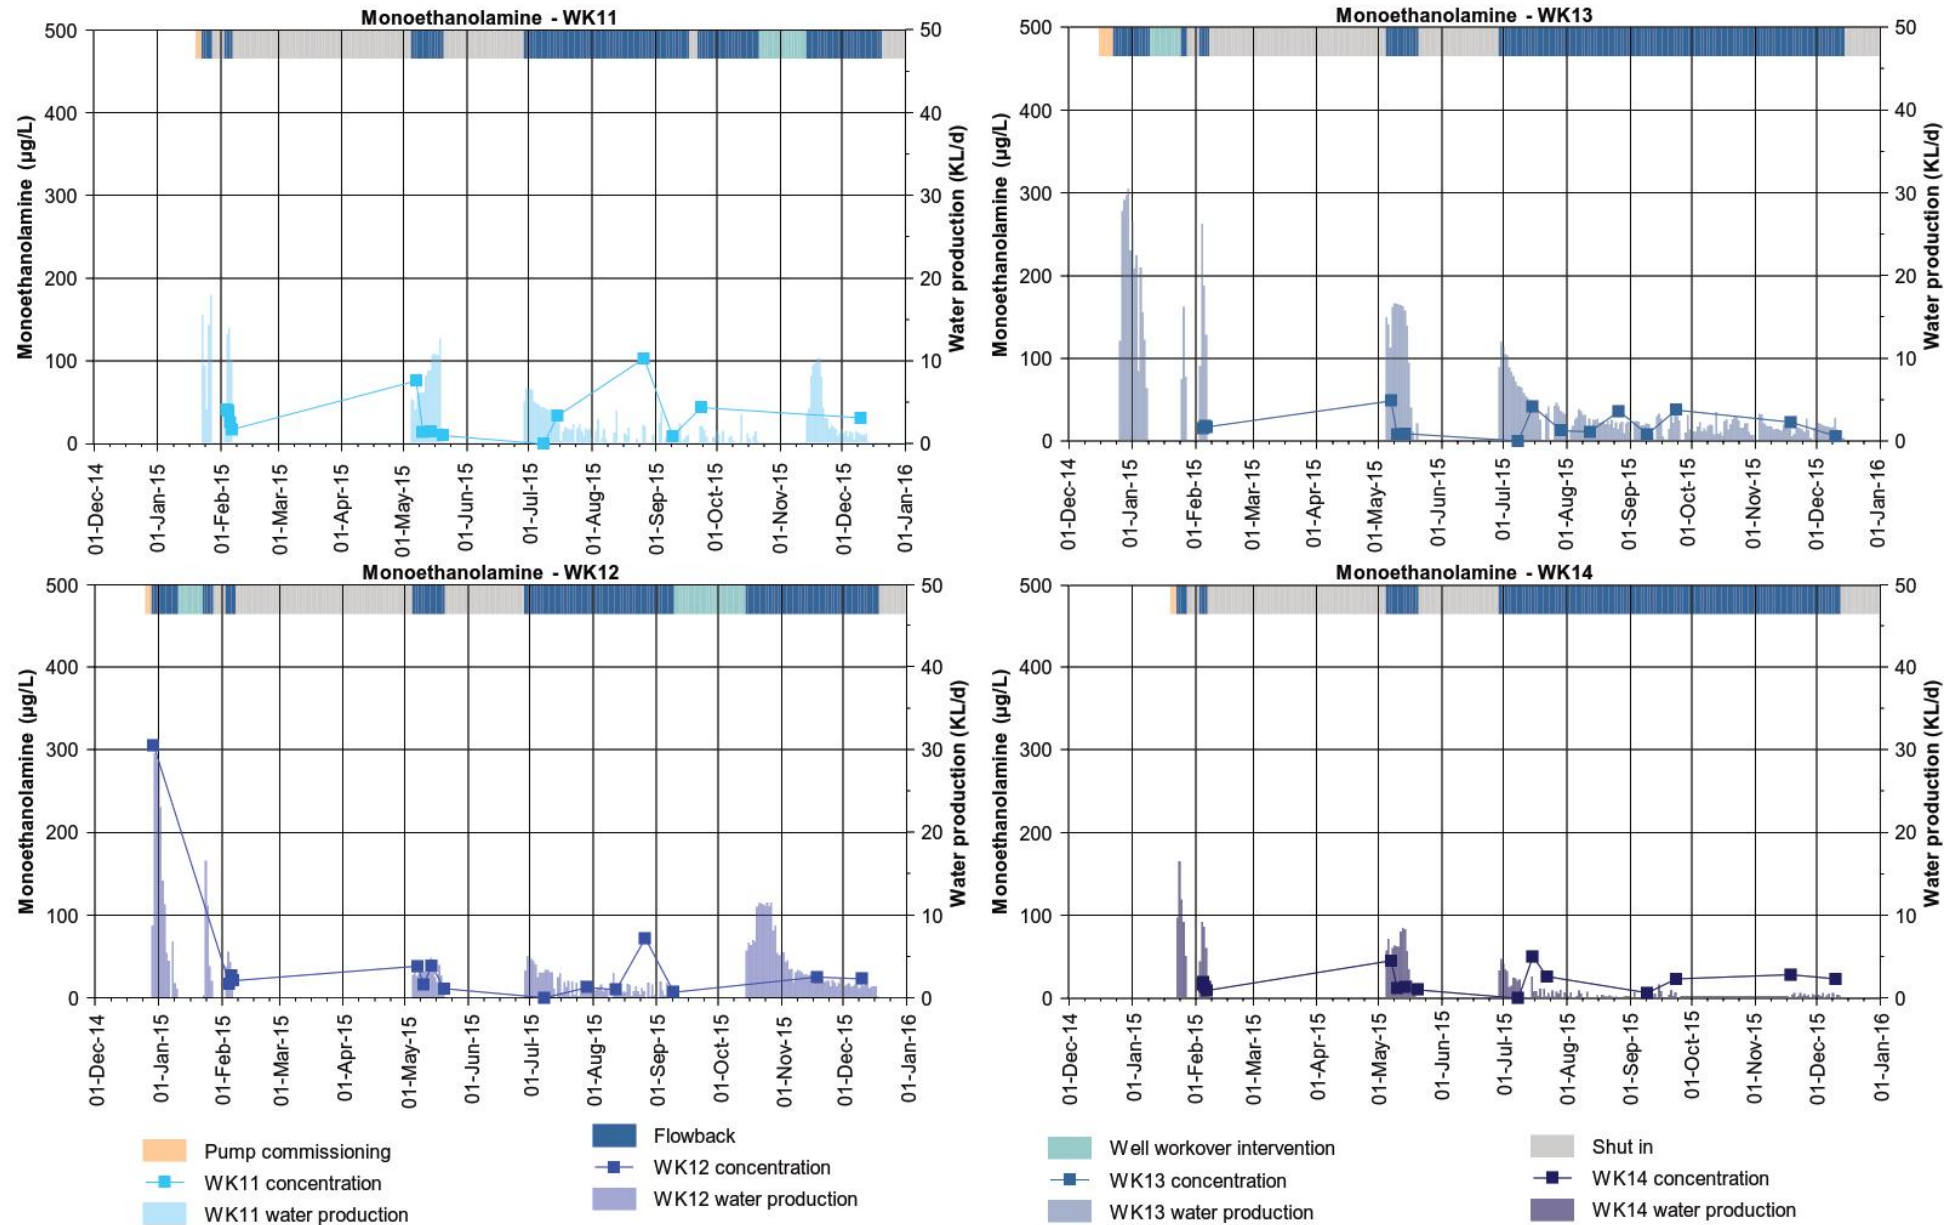 Monoethanolamine - WK11
500
400
300
200
100
0
Monoethanolamine (µg/L)
50
40
30
20
10
0
Water production (KL/d)
01-Dec-14
01-Jan-15
01-Feb-15
01-Mar-15
01-Apr-15
01-May-15
01-Jun-15
01-Jul-15
01-Aug-15
01-Sep-15
01-Oct-15
01-Nov-15
01-Dec-15
01-Jan-16
Monoethanolamine - WK13
500
400
300
200
100
0
Monoethanolamine (µg/L)
50
40
30
20
10
0
Water production (KL/d)
01-Dec-14
01-Jan-15
01-Feb-15
01-Mar-15
01-Apr-15
01-May-15
01-Jun-15
01-Jul-15
01-Aug-15
01-Sep-15
01-Oct-15
01-Nov-15
01-Dec-15
01-Jan-16
Monoethanolamine - WK12
500
400
300
200
100
0
Monoethanolamine (µg/L)
50
40
30
20
10
0
Water production (KL/d)
01-Dec-14
01-Jan-15
01-Feb-15
01-Mar-15
01-Apr-15
01-May-15
01-Jun-15
01-Jul-15
01-Aug-15
01-Sep-15
01-Oct-15
01-Nov-15
01-Dec-15
01-Jan-16
Monoethanolamine - WK14
500
400
300
200
100
0
Monoethanolamine (µg/L)
50
40
30
20
10
0
Water production (KL/d)
01-Dec-14
01-Jan-15
01-Feb-15
01-Mar-15
01-Apr-15
01-May-15
01-Jun-15
01-Jul-15
01-Aug-15
01-Sep-15
01-Oct-15
01-Nov-15
01-Dec-15
01-Jan-16
Pump commissioning
WK11 concentration
WK11 water production
Flowback
WK12 concentration
WK12 water production
Well workover intervention
WK13 concentration
WK13 water production
Shut in
WK14 concentration
WK14 water production